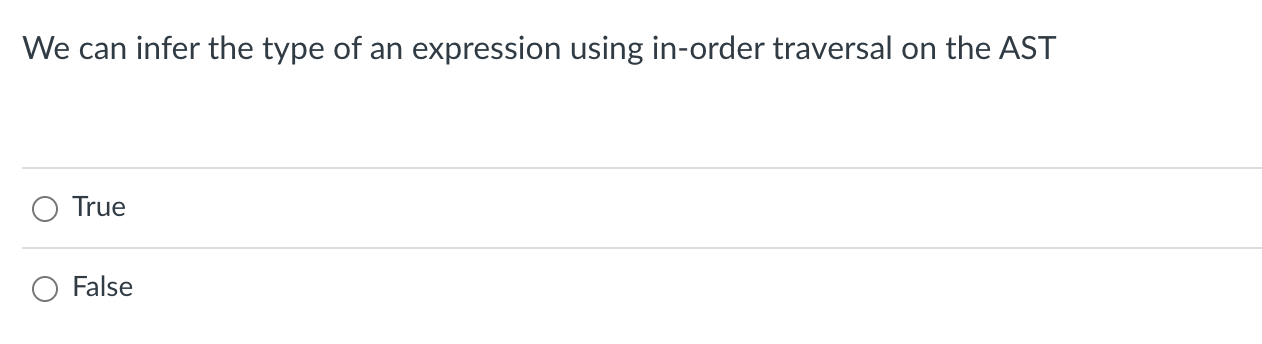 We can infer the type of an expression using in-order traversal on the AST
True
False